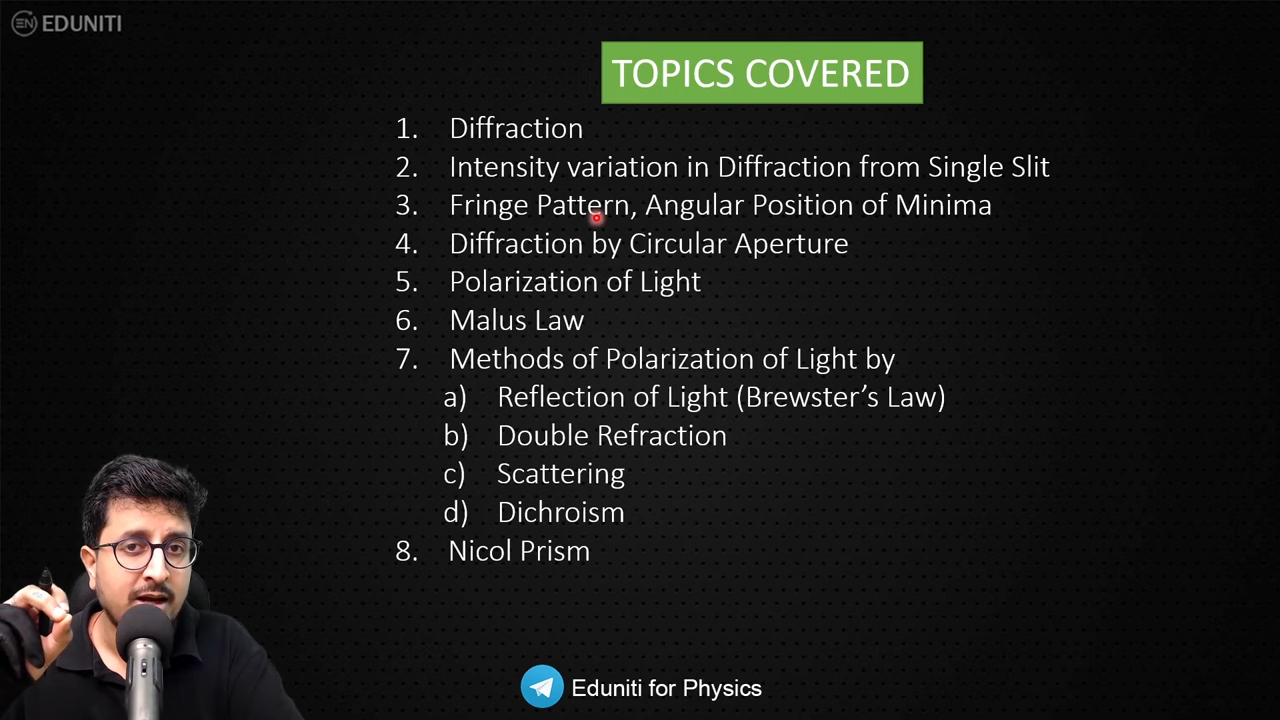 EDUNITI
TOPICS COVERED
1. Diffraction
2. Intensity variation in Diffraction from Single Slit
3. Fringe Pattern, Angular Position of Minima
4. Diffraction by Circular Aperture
5. Polarization of Light
6. Malus Law
7. Methods of Polarization of Light by
a) Reflection of Light (Brewster’s Law)
b) Double Refraction
c) Scattering
d) Dichroism
8. Nicol Prism
Eduniti for Physics